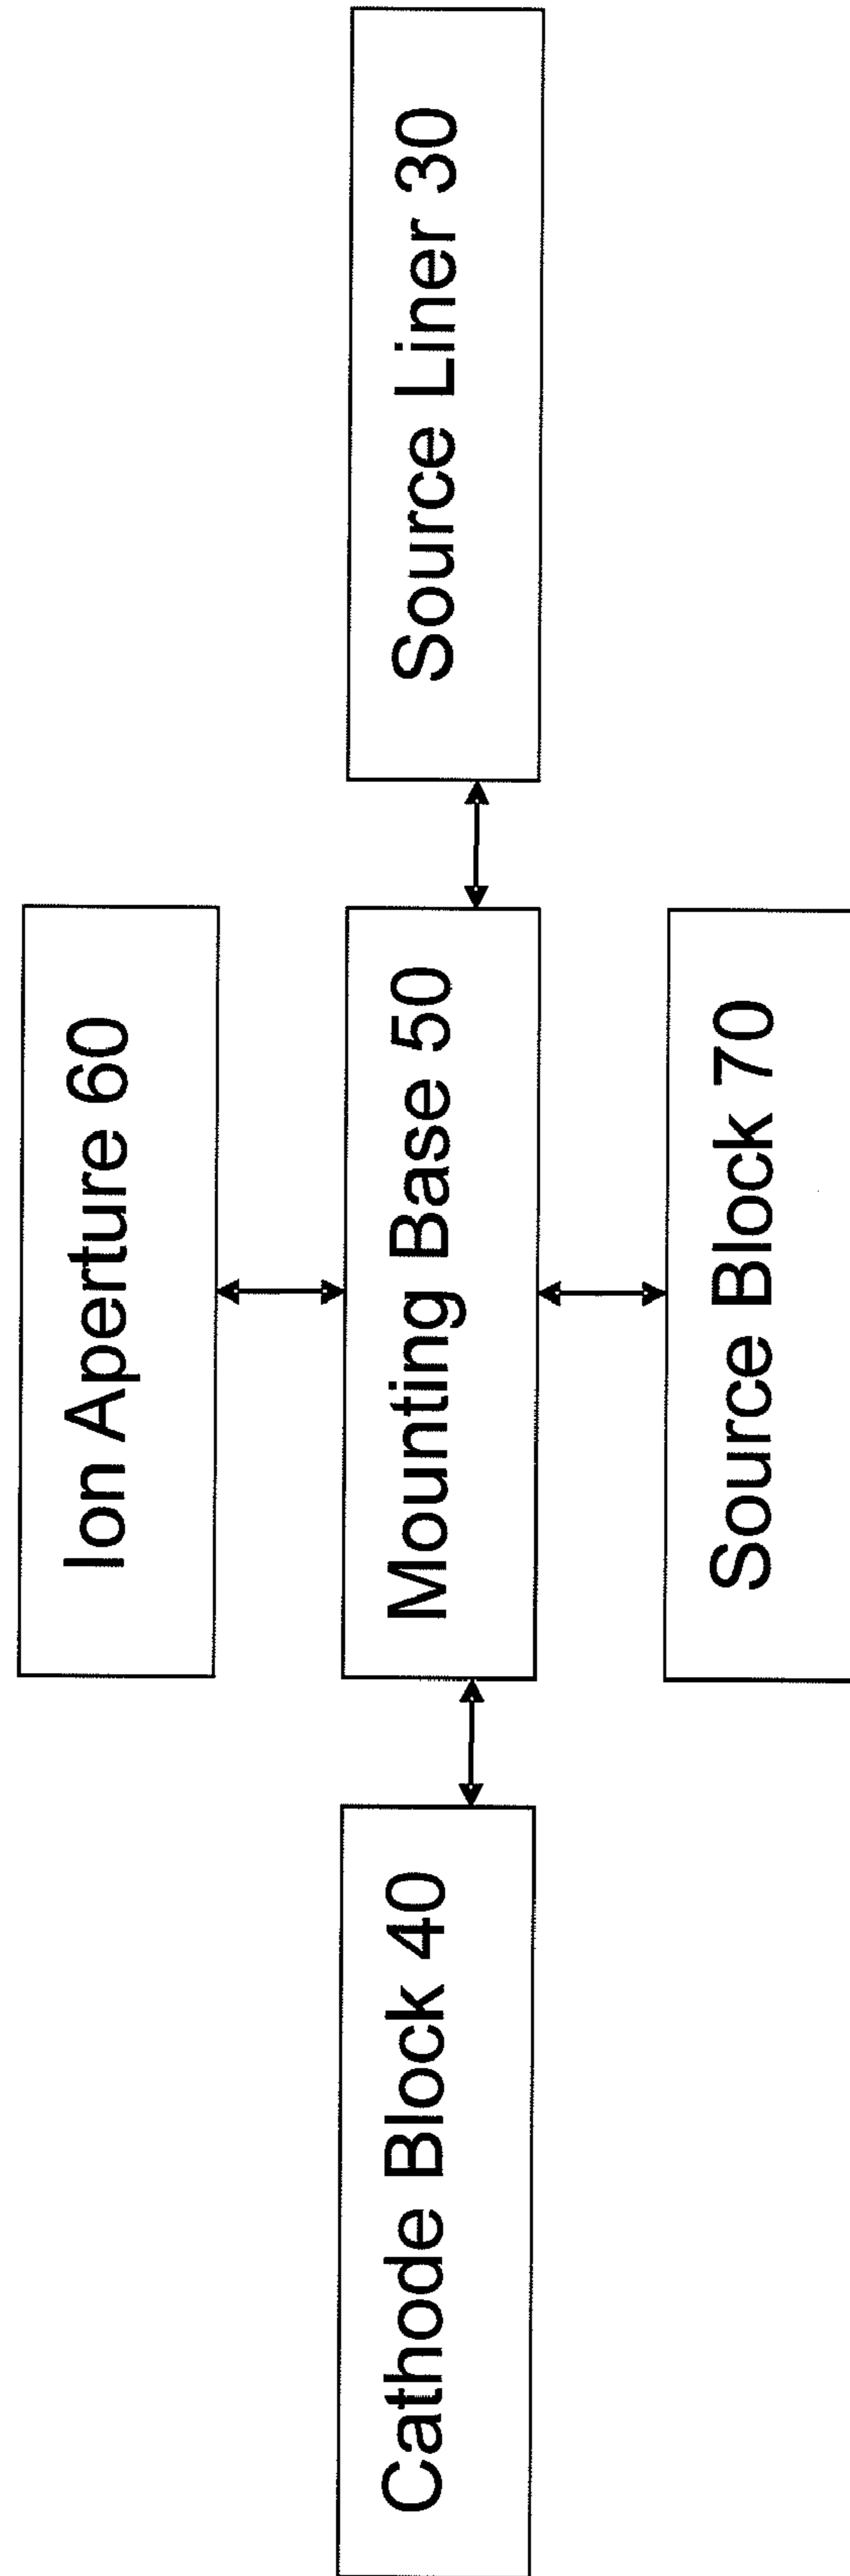 Ion Aperture 60
Cathode Block 40
Mounting Base 50
Source Liner 30
Source Block 70